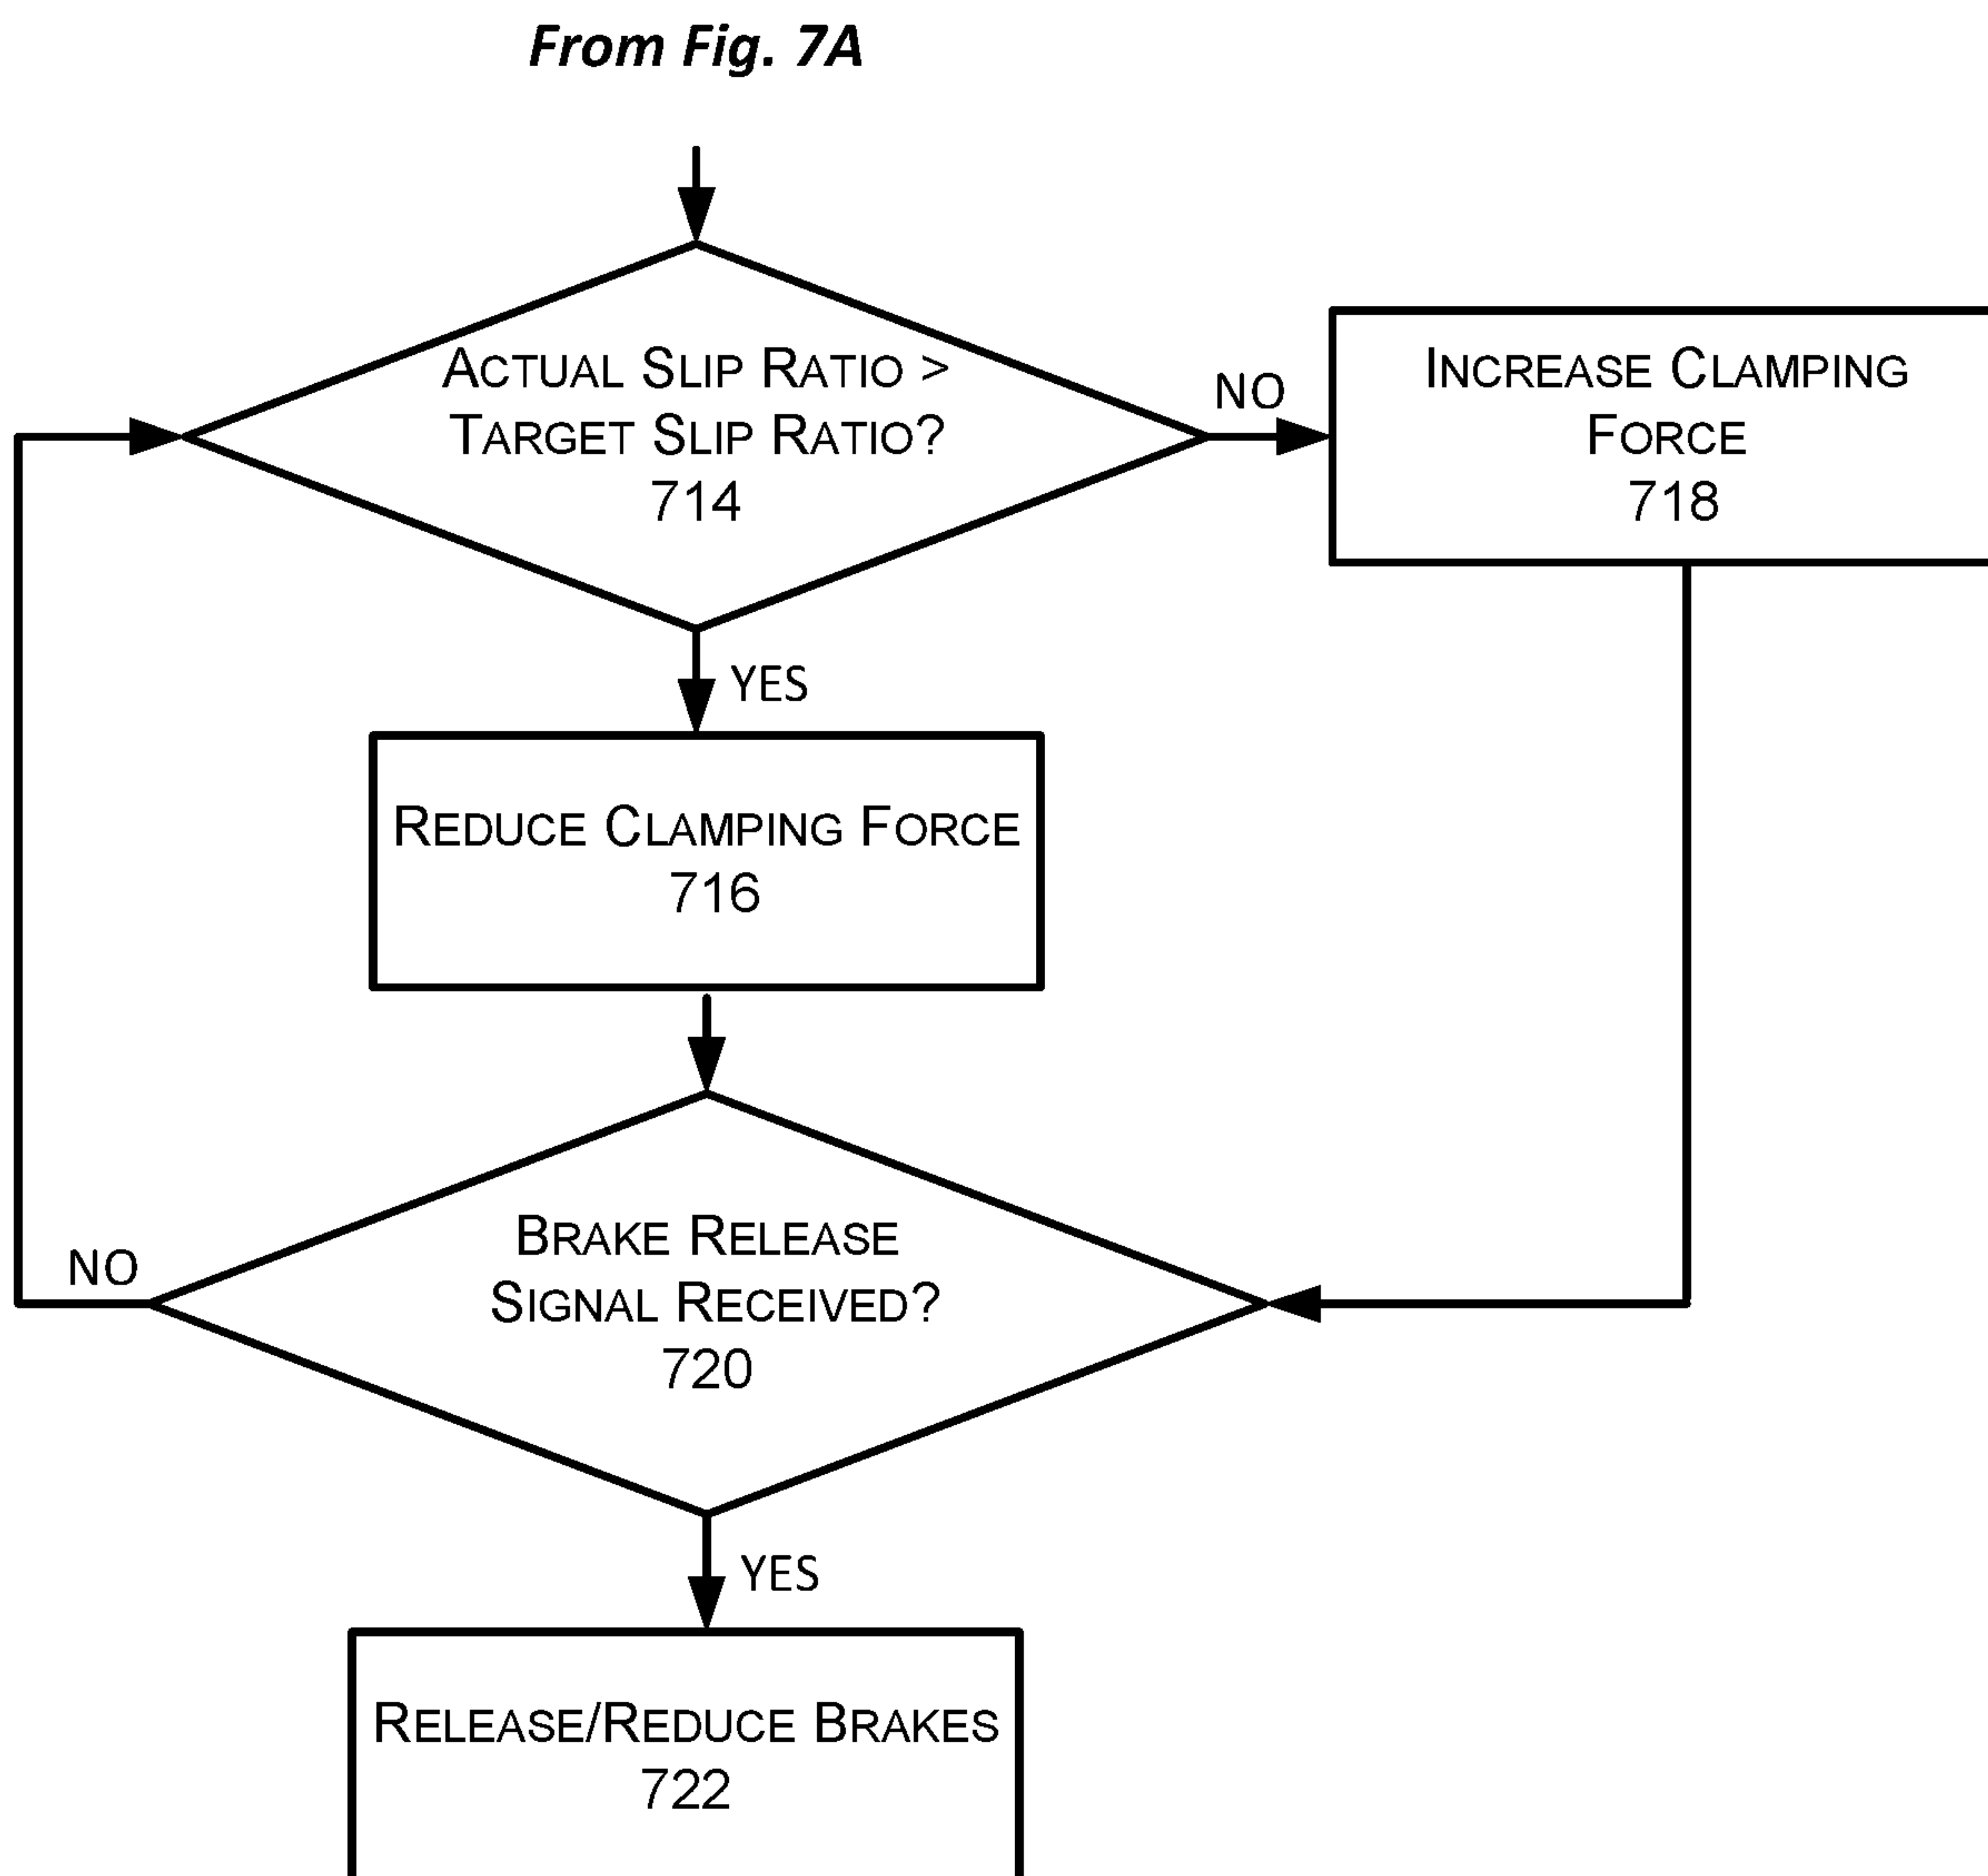 From Fig. 7A
ACTUAL SLIP RATIO >
TARGET SLIP RATIO?
714
NO
INCREASE CLAMPING
FORCE
718
YES
REDUCE CLAMPING FORCE
716
BRAKE RELEASE
SIGNAL RECEIVED?
720
NO
YES
RELEASE/REDUCE BRAKES
722